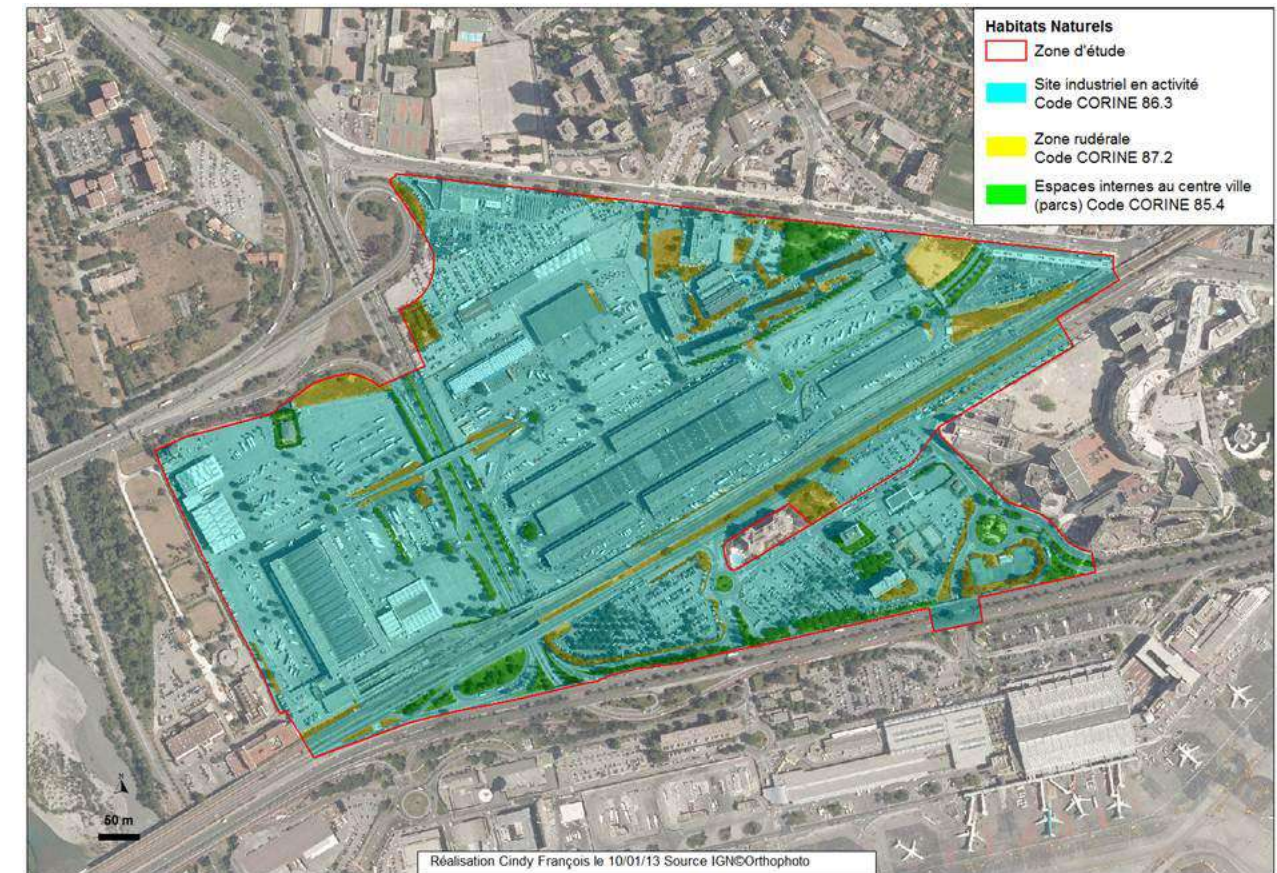 Habitats Naturels
Zone d'étude
Site industriel en activité
Code CORINE 86.3
Zone rudérale
Code CORINE 87.2
Espaces internes au centre ville
(parcs) Code CORINE 85.4
N
50 m
Réalisation Cindy François le 10/01/13 Source IGN©Orthophoto